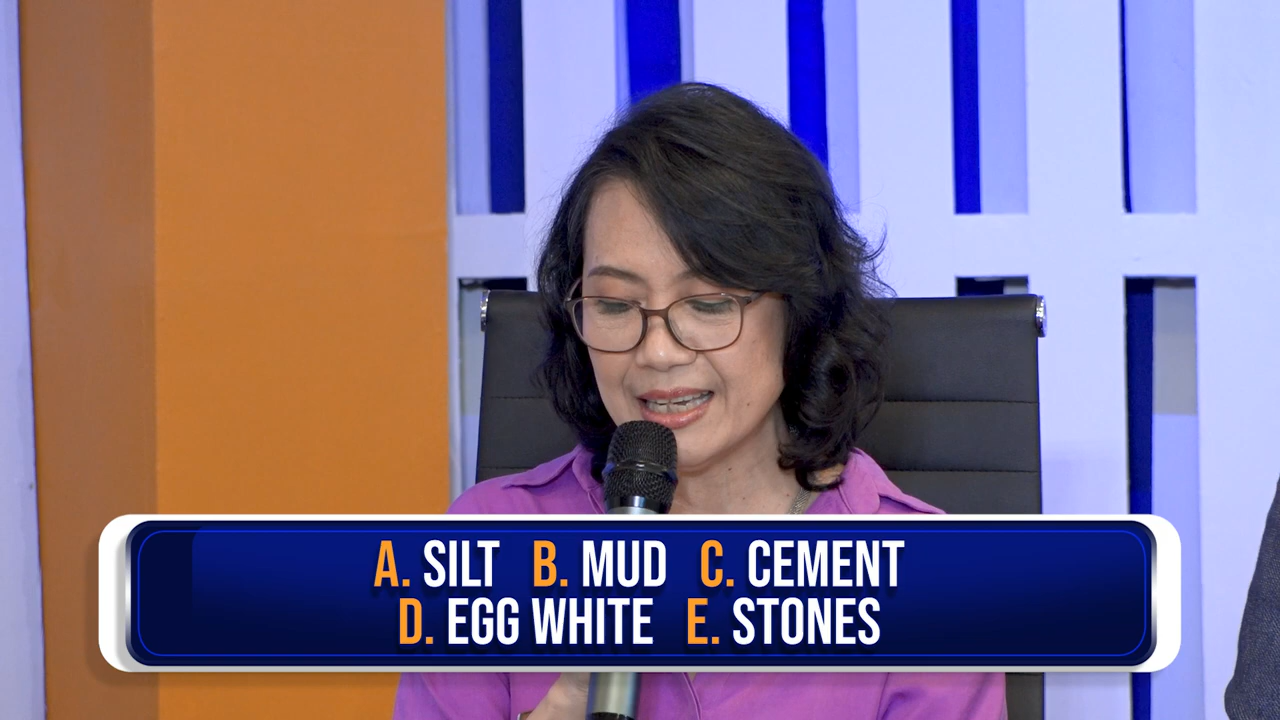 A. SILT B. MUD C. CEMENT
D. EGG WHITE E. STONES